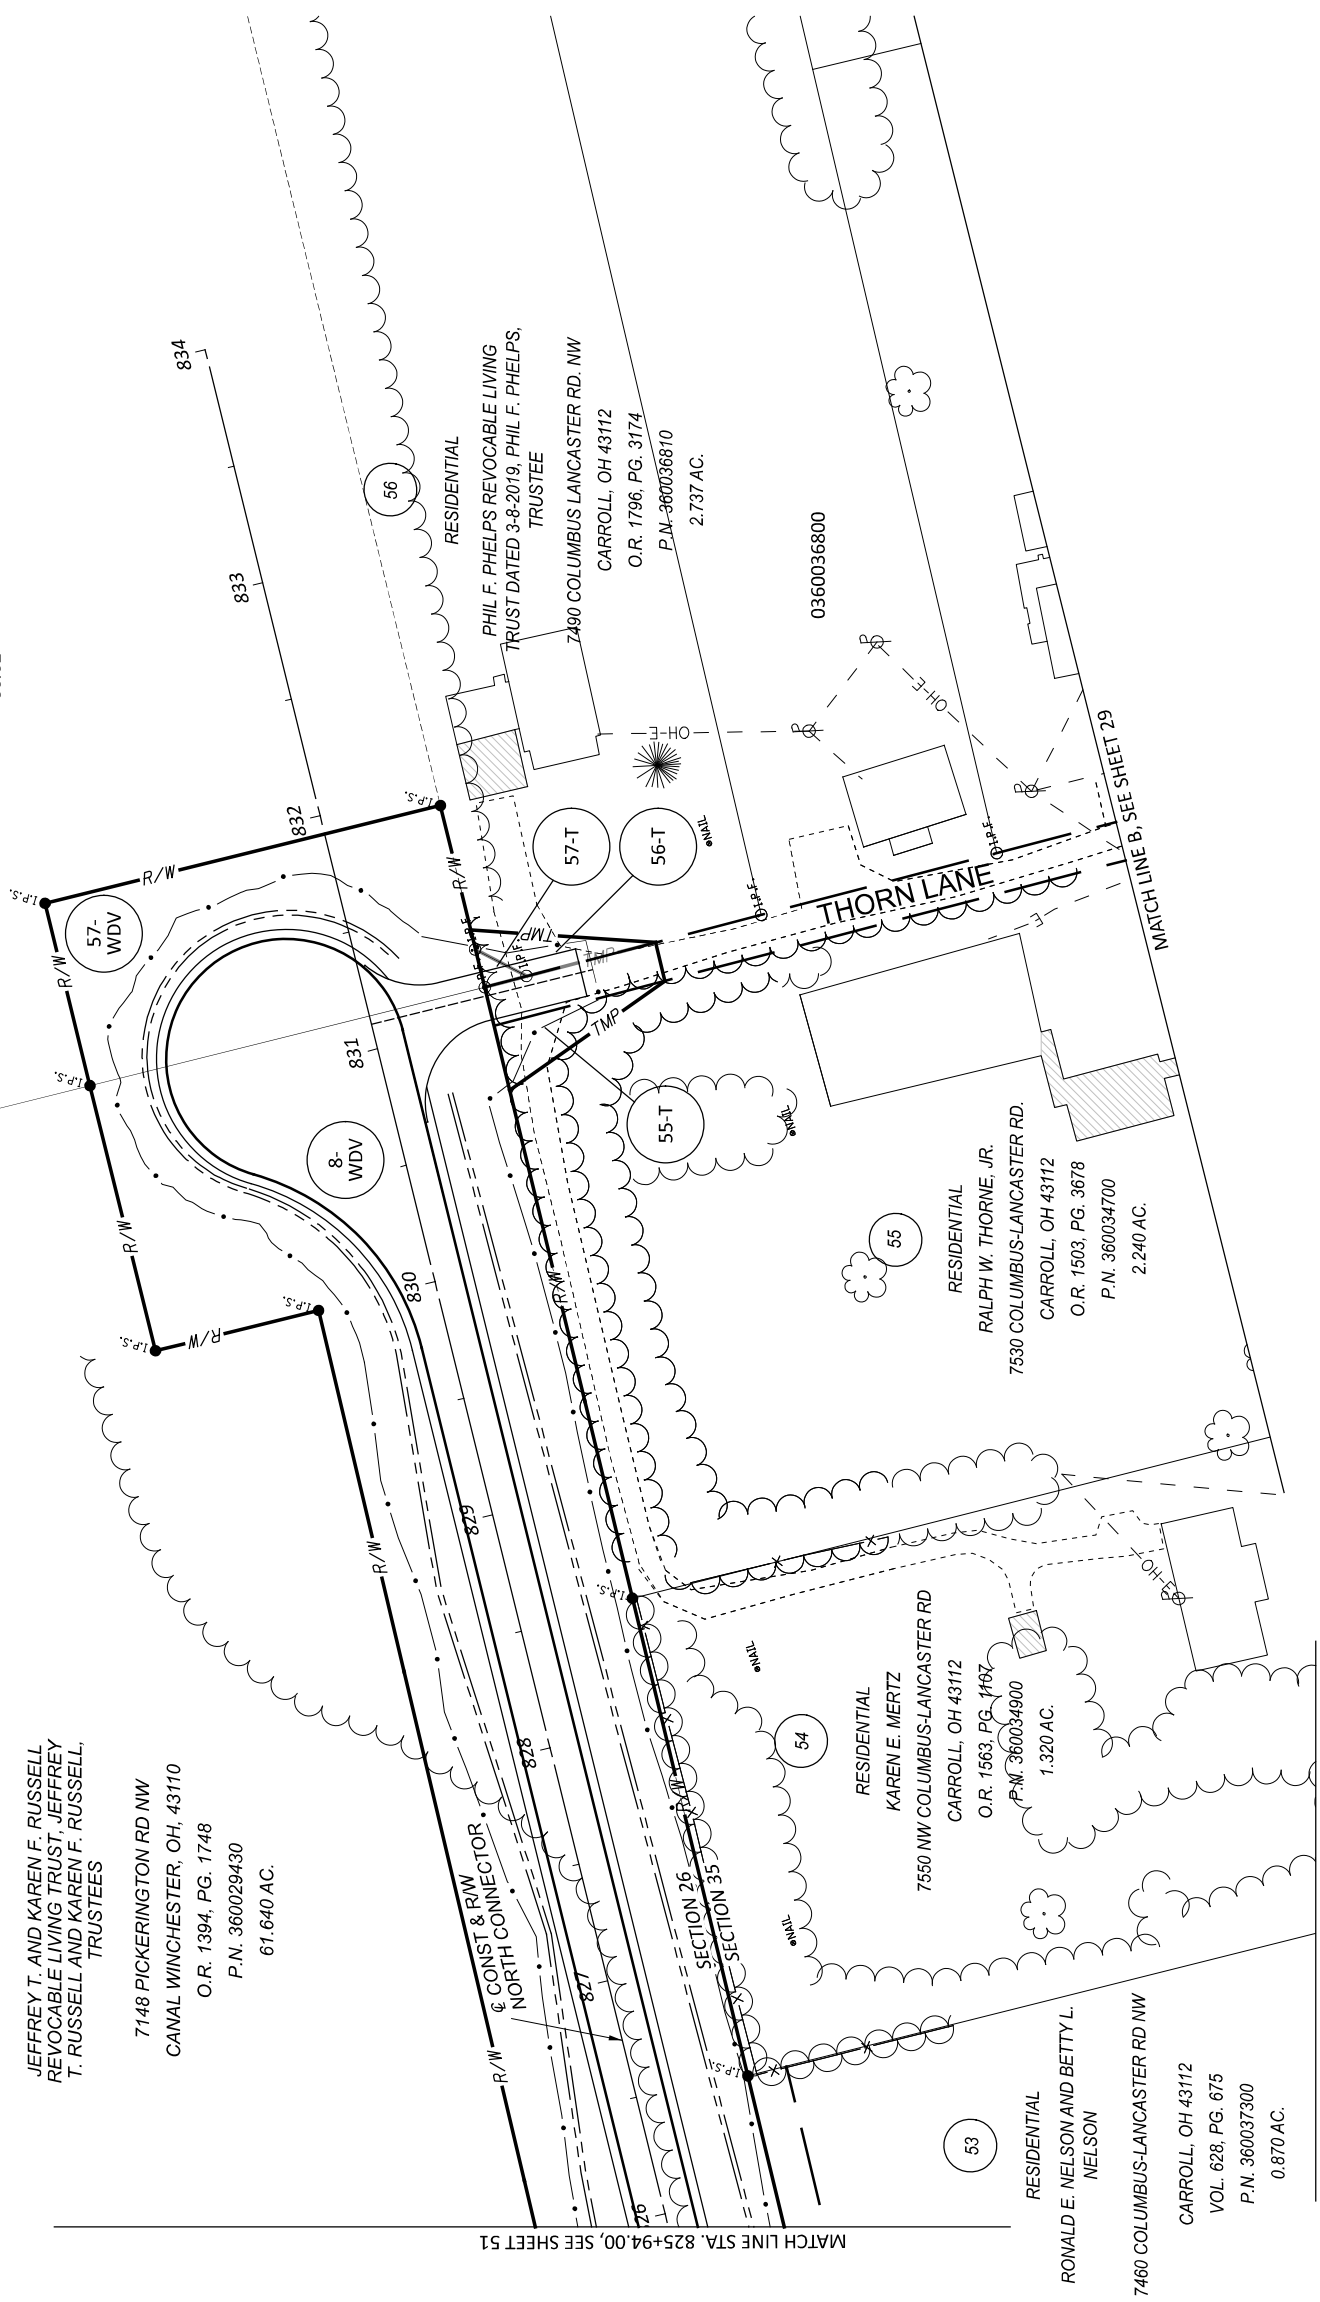 JEFFREY T. AND KAREN F. RUSSELL
REVOCABLE LIVING TRUST, JEFFREY
T. RUSSELL AND KAREN F. RUSSELL,
TRUSTEES
7148 PICKERINGTON RD NW
CANAL WINCHESTER, OH, 43110
O.R. 1394, PG. 1748
P.N. 360029430
61.640 AC.
℄ CONST & R/W
NORTH CONNECTOR
R/W
R/W
R/W
R/W
R/W
R/W
R/W
R/W
R/W
I.P.S.
I.P.S.
I.P.S.
I.P.S.
I.P.S.
I.P.S.
I.P.S.
57-
WDV
8-
WDV
26
827
828
829
830
831
832
833
834
SECTION 26
SECTION 35
57-T
56-T
55-T
TMP
TMP
I.P.F.
I.P.F.
I.P.F.
THORN LANE
56
RESIDENTIAL
PHIL F. PHELPS REVOCABLE LIVING
TRUST DATED 3-8-2019, PHIL F. PHELPS,
TRUSTEE
7490 COLUMBUS LANCASTER RD. NW
CARROLL, OH 43112
O.R. 1796, PG. 3174
P.N. 360036810
2.737 AC.
0360036800
OH-E
OH-E
OH-E
E
P
P
P
P
NAIL
NAIL
NAIL
NAIL
55
RESIDENTIAL
RALPH W. THORNE, JR.
7530 COLUMBUS-LANCASTER RD.
CARROLL, OH 43112
O.R. 1503, PG. 3678
P.N. 360034700
2.240 AC.
54
RESIDENTIAL
KAREN E. MERTZ
7550 NW COLUMBUS-LANCASTER RD
CARROLL, OH 43112
O.R. 1563, PG. 1107
P.N. 360034900
1.320 AC.
53
RESIDENTIAL
RONALD E. NELSON AND BETTY L.
NELSON
7460 COLUMBUS-LANCASTER RD NW
CARROLL, OH 43112
VOL. 628, PG. 675
P.N. 360037300
0.870 AC.
MATCH LINE B, SEE SHEET 29
MATCH LINE STA. 825+94.00, SEE SHEET 51